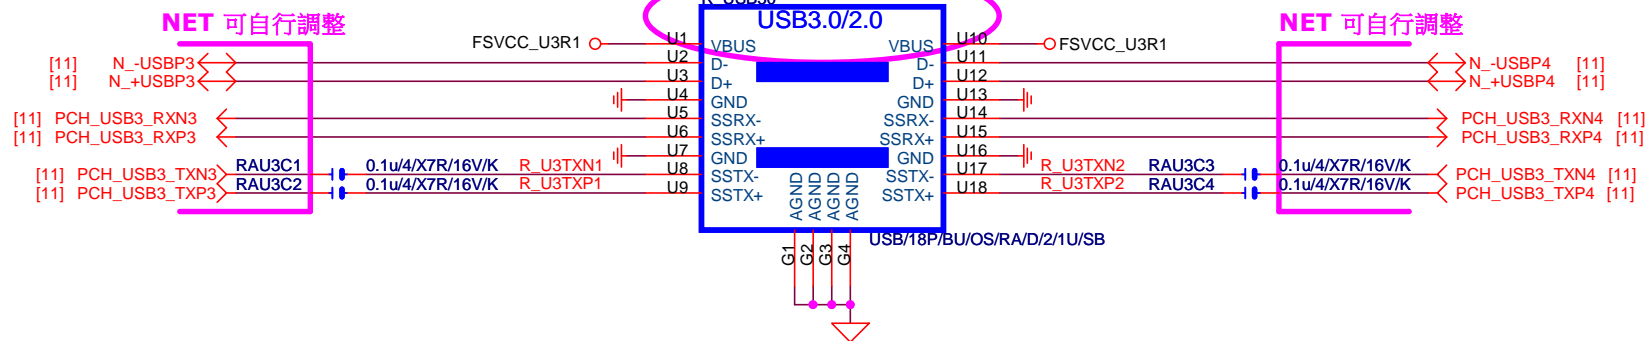 R_USB30
USB3.0/2.0
NET 可自行調整
NET 可自行調整
FSVCC_U3R1 U1 VBUS VBUS U10 FSVCC_U3R1
[11] N_-USBP3 U2 D- D- U11 N_-USBP4 [11]
[11] N_+USBP3 U3 D+ D+ U12 N_+USBP4 [11]
U4 GND GND U13
[11] PCH_USB3_RXN3 U5 SSRX- SSRX- U14 PCH_USB3_RXN4 [11]
[11] PCH_USB3_RXP3 U6 SSRX+ SSRX+ U15 PCH_USB3_RXP4 [11]
U7 GND GND U16
[11] PCH_USB3_TXN3 RAU3C1 0.1u/4/X7R/16V/K R_U3TXN1 U8 SSTX- SSTX- U17 R_U3TXN2 RAU3C3 0.1u/4/X7R/16V/K PCH_USB3_TXN4 [11]
[11] PCH_USB3_TXP3 RAU3C2 0.1u/4/X7R/16V/K R_U3TXP1 U9 SSTX+ SSTX+ U18 R_U3TXP2 RAU3C4 0.1u/4/X7R/16V/K PCH_USB3_TXP4 [11]
AGND AGND AGND AGND
USB/18P/BU/OS/RA/D/2/1U/SB
G1 G2 G3 G4